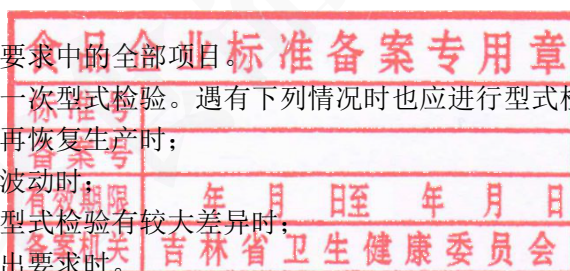 食品企业标准备案专用章
要求中的全部项目。
标准号
一次型式检验。遇有下列情况时也应进行型式检
备案号
再恢复生产时；
波动时；
有效期限 年 月 日至 年 月 日
型式检验有较大差异时；
备案机关 吉林省卫生健康委员会
出要求时。